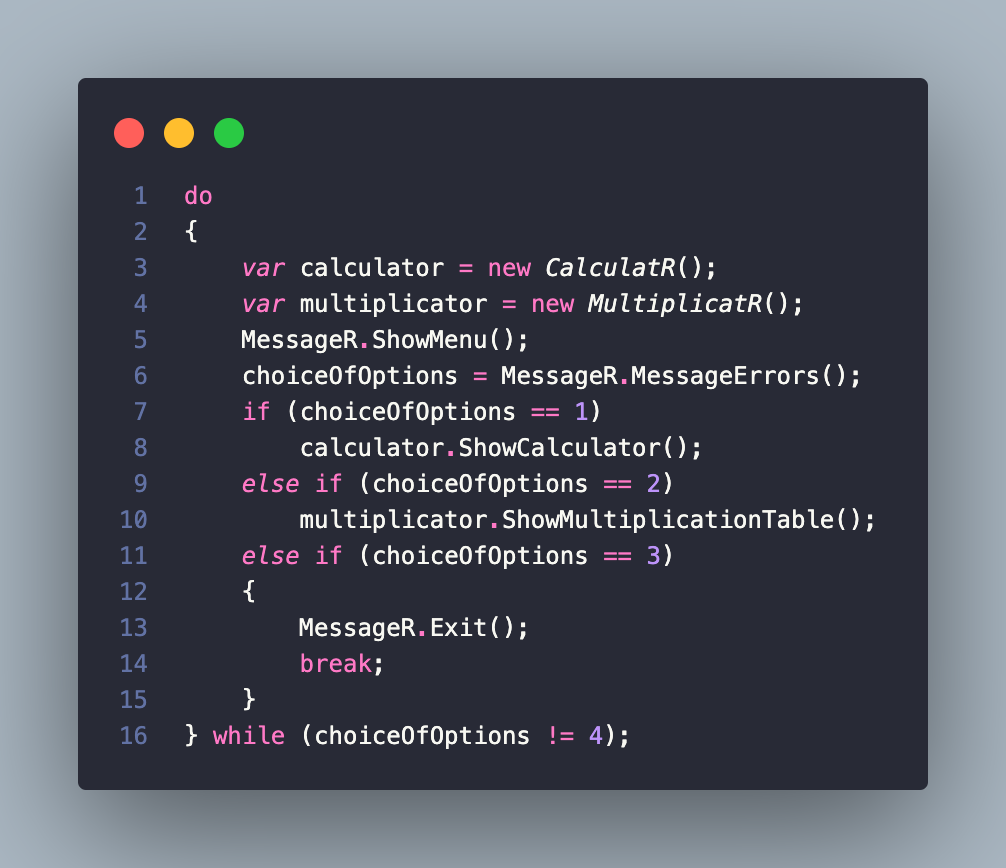 1 do
2 {
3     var calculator = new CalculatR();
4     var multiplicator = new MultiplicatR();
5     MessageR.ShowMenu();
6     choiceOfOptions = MessageR.MessageErrors();
7     if (choiceOfOptions == 1)
8         calculator.ShowCalculator();
9     else if (choiceOfOptions == 2)
10         multiplicator.ShowMultiplicationTable();
11     else if (choiceOfOptions == 3)
12     {
13         MessageR.Exit();
14         break;
15     }
16 } while (choiceOfOptions != 4);